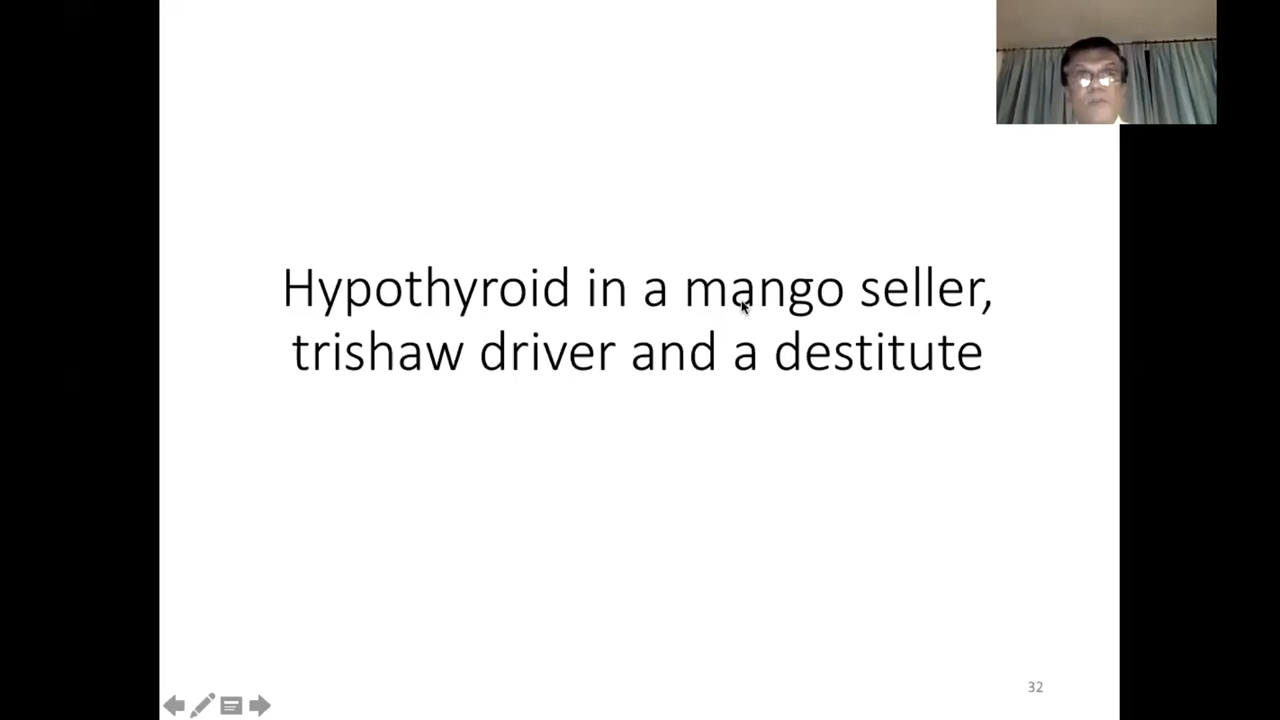 Hypothyroid in a mango seller,
trishaw driver and a destitute
32